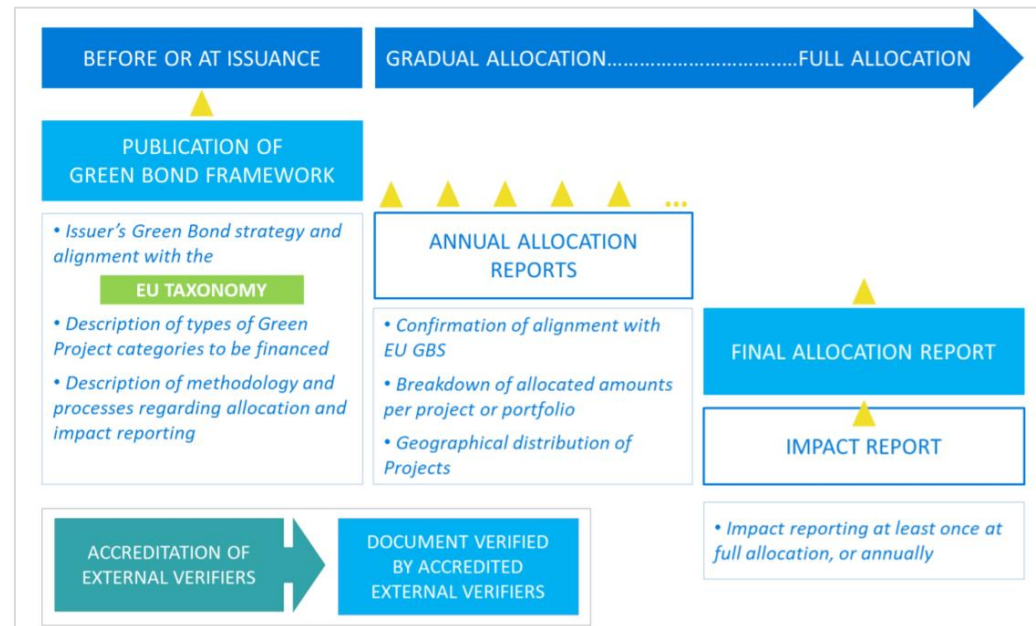 BEFORE OR AT ISSUANCE
GRADUAL ALLOCATION…………………………..…FULL ALLOCATION
PUBLICATION OF
GREEN BOND FRAMEWORK
• Issuer's Green Bond strategy and
alignment with the
EU TAXONOMY
• Description of types of Green
Project categories to be financed
• Description of methodology and
processes regarding allocation and
impact reporting
...
ANNUAL ALLOCATION
REPORTS
• Confirmation of alignment with
EU GBS
• Breakdown of allocated amounts
per project or portfolio
• Geographical distribution of
Projects
FINAL ALLOCATION REPORT
IMPACT REPORT
• Impact reporting at least once at
full allocation, or annually
ACCREDITATION OF
EXTERNAL VERIFIERS
DOCUMENT VERIFIED
BY ACCREDITED
EXTERNAL VERIFIERS